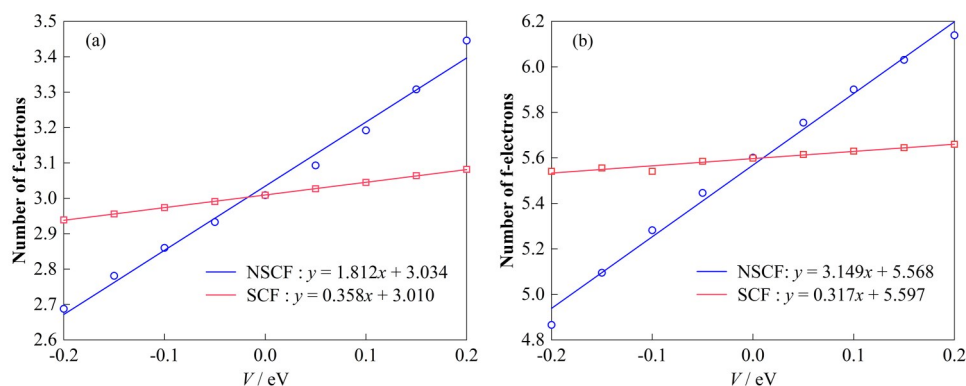 (a)
Number of f-eletrons
3.5
3.4
3.3
3.2
3.1
3.0
2.9
2.8
2.7
2.6
NSCF : y = 1.812x + 3.034
SCF : y = 0.358x + 3.010
-0.2
-0.1
0.0
0.1
0.2
V / eV
(b)
Number of f-electrons
6.2
6.0
5.8
5.6
5.4
5.2
5.0
4.8
NSCF: y = 3.149x + 5.568
SCF : y = 0.317x + 5.597
-0.2
-0.1
0.0
0.1
0.2
V / eV